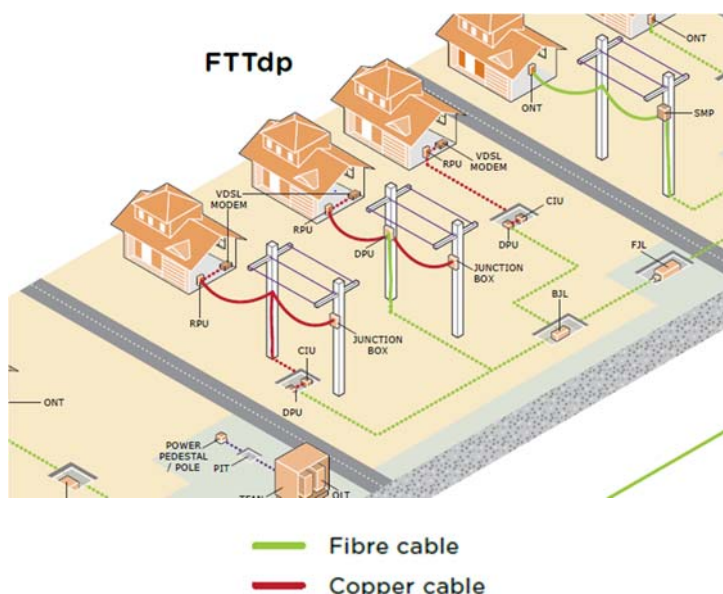 FTTdp
ONT
ONT
SMP
RPU
VDSL
MODEM
VDSL
MODEM
CIU
RPU
DPU
DPU
FJL
JUNCTION
BOX
BJL
RPU
JUNCTION
BOX
CIU
DPU
ONT
POWER
PEDESTAL
/ POLE
PIT
TFAN
OLT
Fibre cable
Copper cable